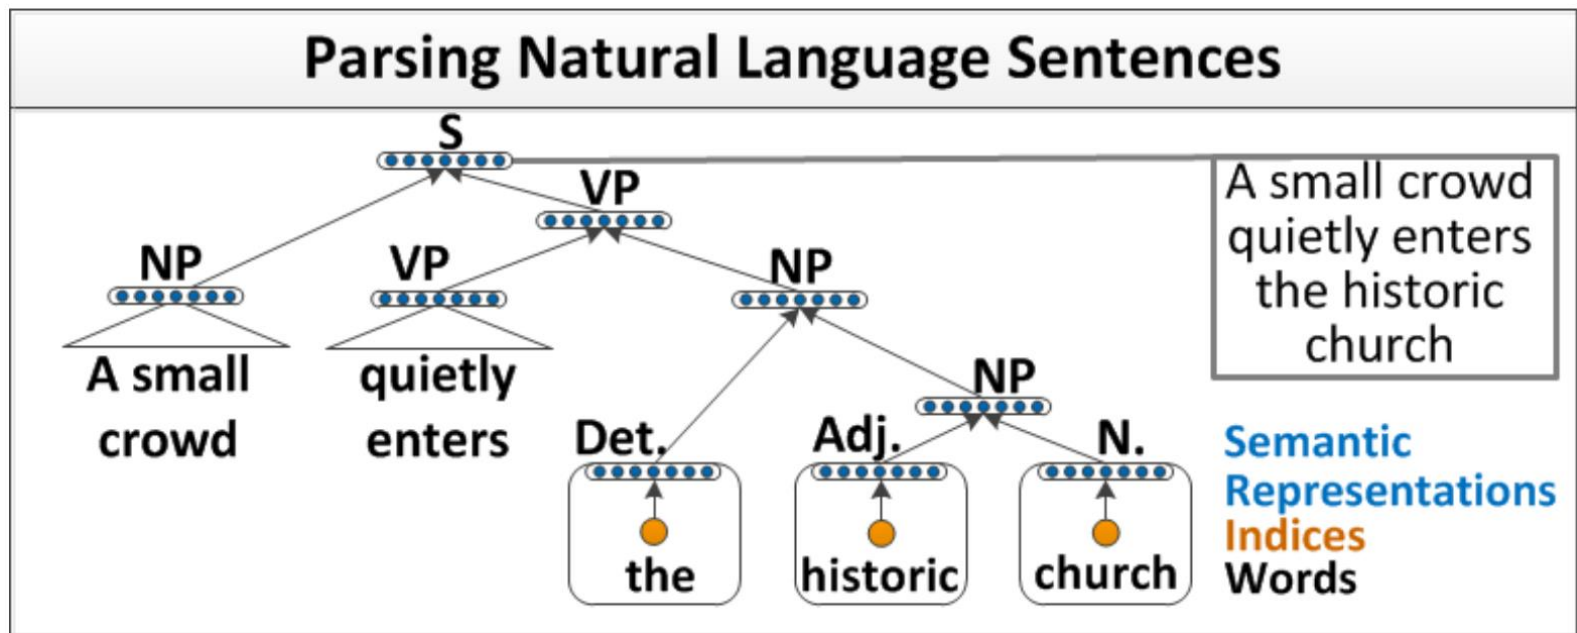 Parsing Natural Language Sentences
S
VP
NP
VP
NP
A small
crowd
quietly
enters
NP
Det.
Adj.
N.
the
historic
church
A small crowd
quietly enters
the historic
church
Semantic
Representations
Indices
Words